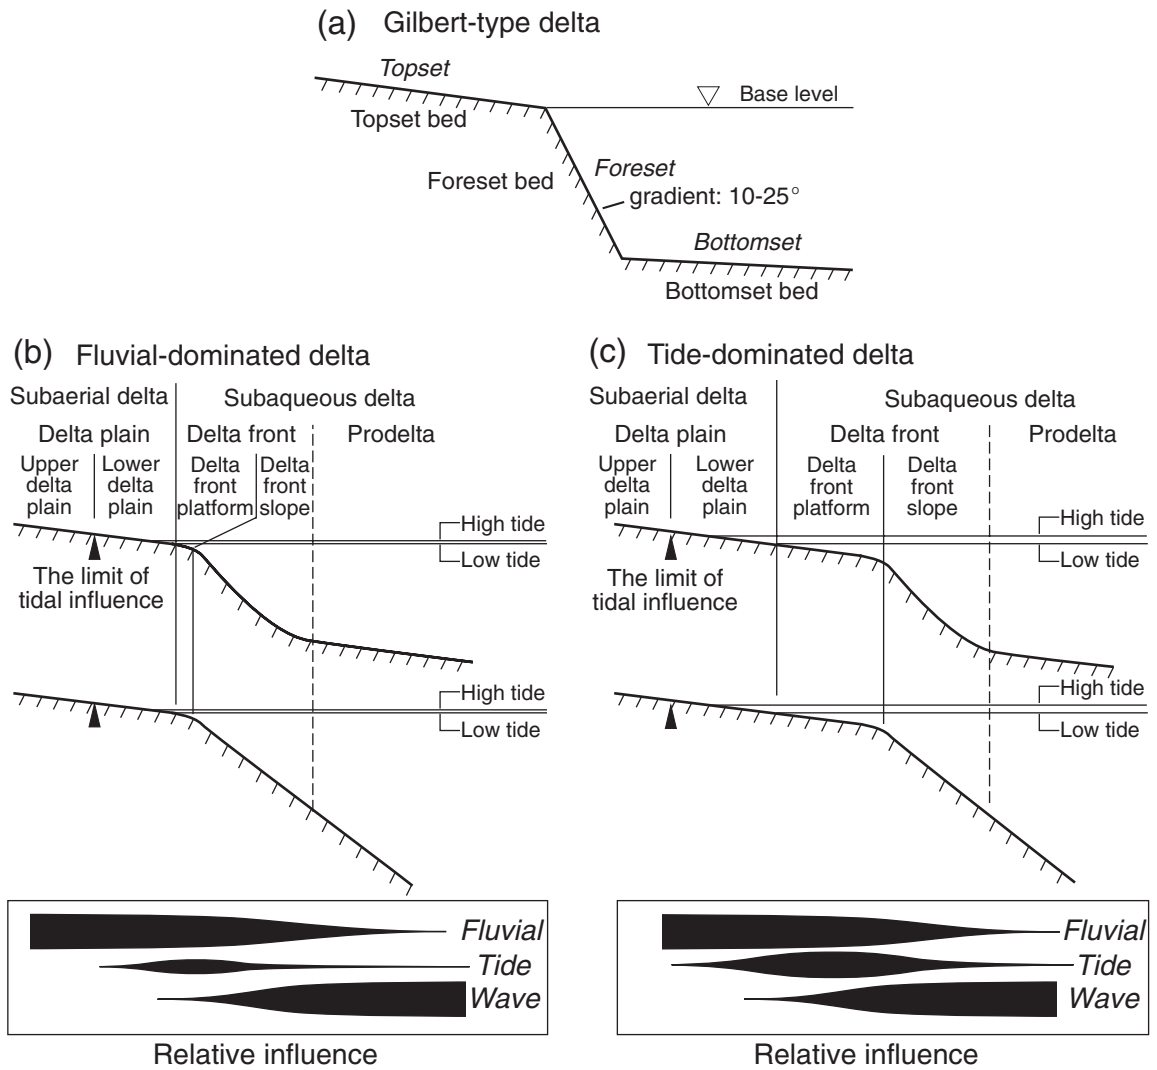 (a) Gilbert-type delta
Topset
Base level
Topset bed
Foreset
Foreset bed
gradient: 10-25°
Bottomset
Bottomset bed
(b) Fluvial-dominated delta
Subaerial delta
Subaqueous delta
Delta plain
Delta front
Prodelta
Upper
delta
plain
Lower
delta
plain
Delta
front
platform
Delta
front
slope
High tide
Low tide
The limit of
tidal influence
High tide
Low tide
Fluvial
Tide
Wave
Relative influence
(c) Tide-dominated delta
Subaerial delta
Subaqueous delta
Delta plain
Delta front
Prodelta
Upper
delta
plain
Lower
delta
plain
Delta
front
platform
Delta
front
slope
High tide
Low tide
The limit of
tidal influence
High tide
Low tide
Fluvial
Tide
Wave
Relative influence